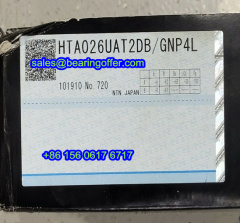 HTA026UAT2DB/GNP4L
sales@bearingoffer.com
101910 No. 720
NTN JAPAN
+86 156 0617 6717